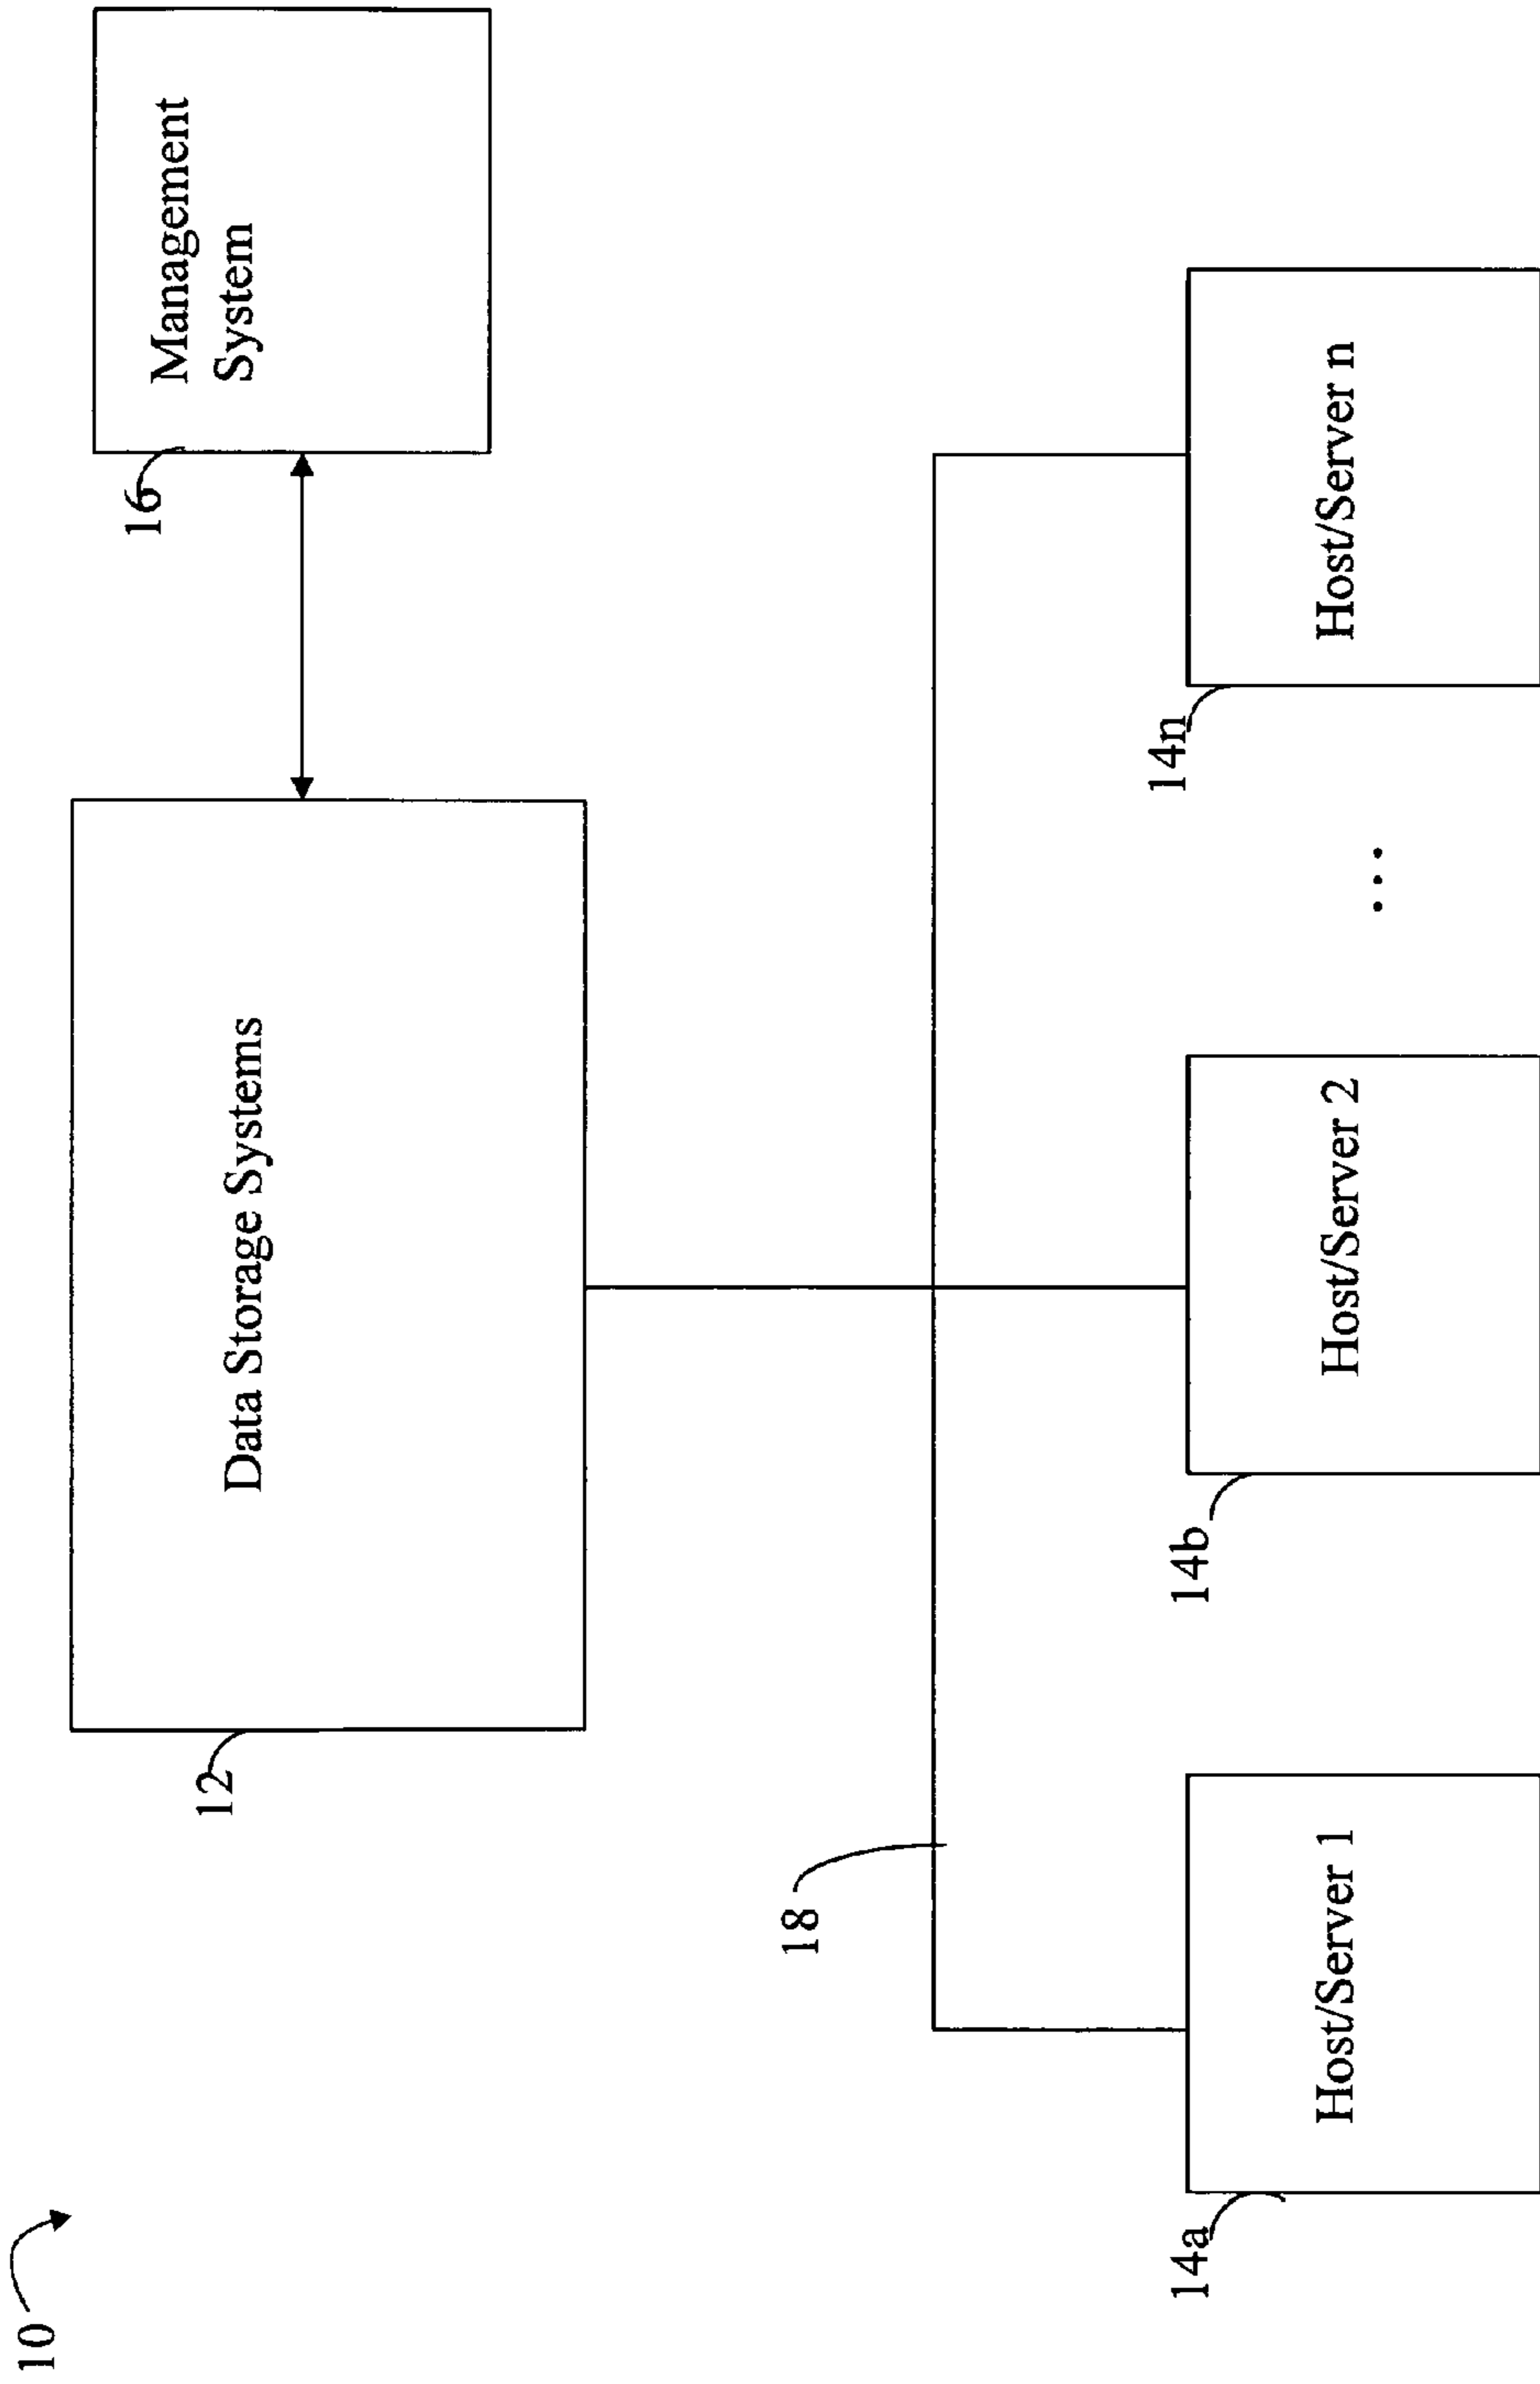 10
12
Data Storage Systems
16
Management
System
18
14a
Host/Server 1
14b
Host/Server 2
...
14n
Host/Server n